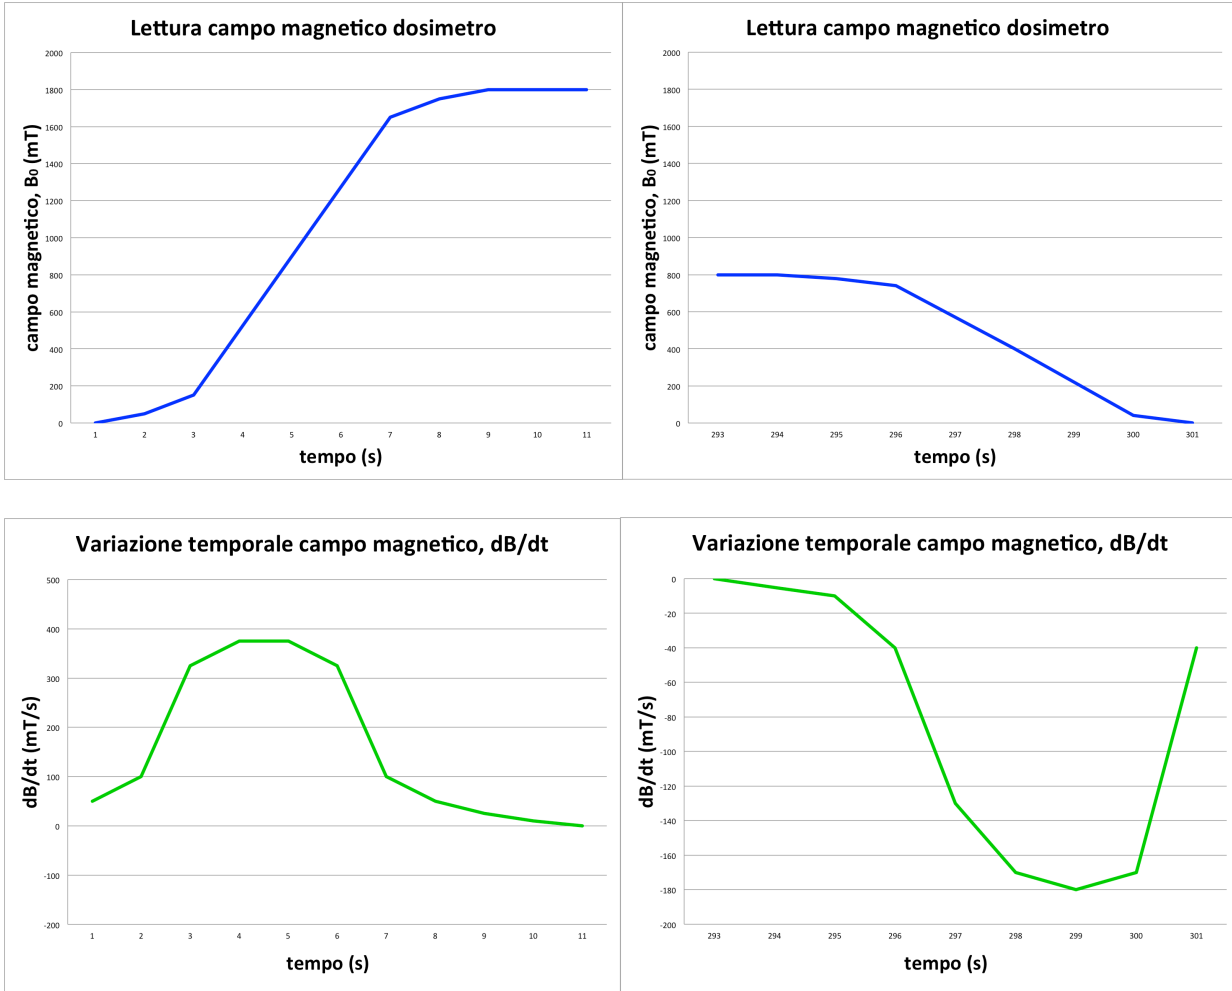 Lettura campo magnetico dosimetro
campo magnetico, B₀ (mT)
2000
1800
1600
1400
1200
1000
800
600
400
200
0
1 2 3 4 5 6 7 8 9 10 11
tempo (s)
Lettura campo magnetico dosimetro
campo magnetico, B₀ (mT)
2000
1800
1600
1400
1200
1000
800
600
400
200
0
293 294 295 296 297 298 299 300 301
tempo (s)
Variazione temporale campo magnetico, dB/dt
dB/dt (mT/s)
500
400
300
200
100
0
-100
-200
1 2 3 4 5 6 7 8 9 10 11
tempo (s)
Variazione temporale campo magnetico, dB/dt
dB/dt (mT/s)
0
-20
-40
-60
-80
-100
-120
-140
-160
-180
-200
293 294 295 296 297 298 299 300 301
tempo (s)